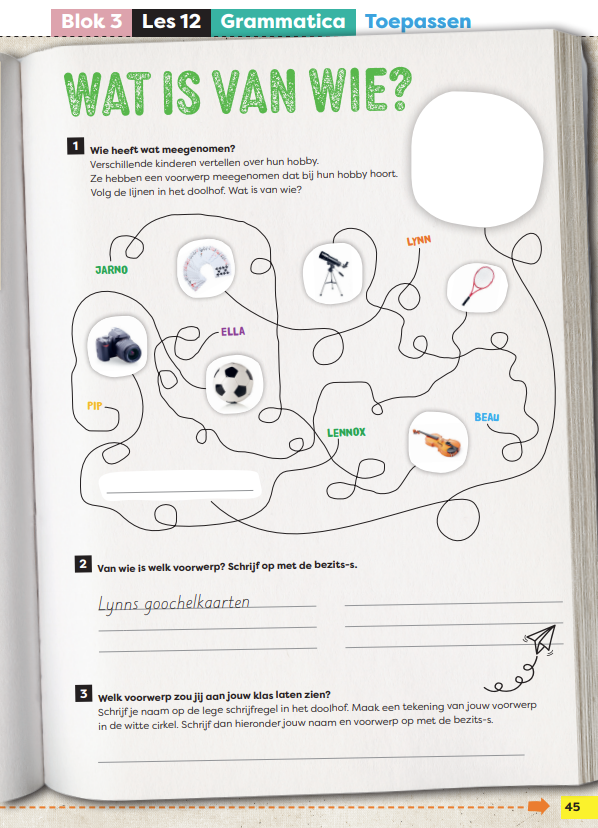 Blok 3 Les 12 Grammatica Toepassen
WAT IS VAN WIE?
1 Wie heeft wat meegenomen?
Verschillende kinderen vertellen over hun hobby.
Ze hebben een voorwerp meegenomen dat bij hun hobby hoort.
Volg de lijnen in het doolhof. Wat is van wie?
LYNN
JARNO
ELLA
PIP
BEAU
LENNOX
2 Van wie is welk voorwerp? Schrijf op met de bezits-s.
Lynns goochelkaarten
3 Welk voorwerp zou jij aan jouw klas laten zien?
Schrijf je naam op de lege schrijfregel in het doolhof. Maak een tekening van jouw voorwerp
in de witte cirkel. Schrijf dan hieronder jouw naam en voorwerp op met de bezits-s.
45